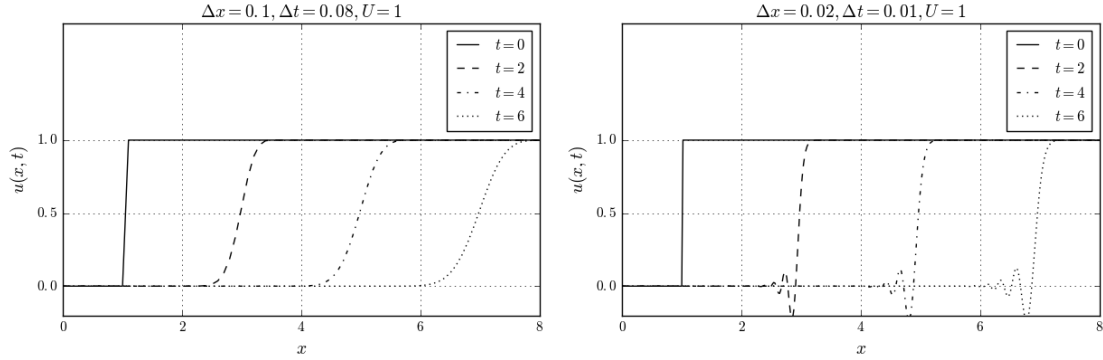 Δx=0.1, Δt=0.08, U=1
t=0
t=2
t=4
t=6
u(x,t)
1.0
0.5
0.0
0 2 4 6 8
x
Δx=0.02, Δt=0.01, U=1
t=0
t=2
t=4
t=6
u(x,t)
1.0
0.5
0.0
0 2 4 6 8
x